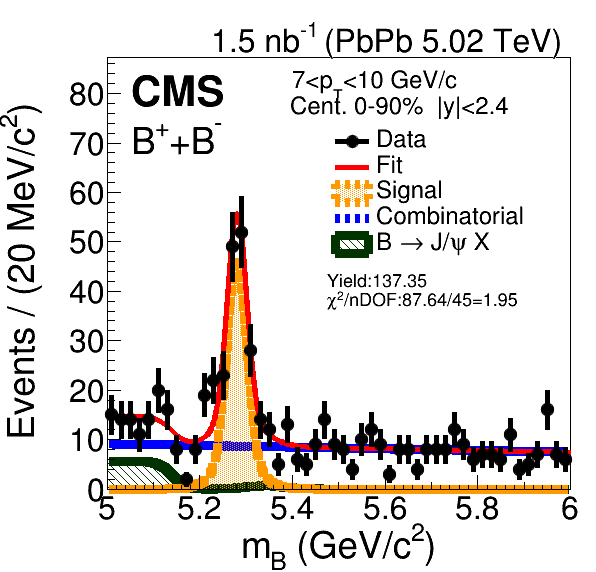 1.5 nb⁻¹ (PbPb 5.02 TeV)
CMS
B⁺+B⁻
7<p_T<10 GeV/c
Cent. 0-90% |y|<2.4
Data
Fit
Signal
Combinatorial
B → J/ψ X
Yield:137.35
χ²/nDOF:87.64/45=1.95
Events / (20 MeV/c²)
80
70
60
50
40
30
20
10
0
5 5.2 5.4 5.6 5.8 6
m_B (GeV/c²)